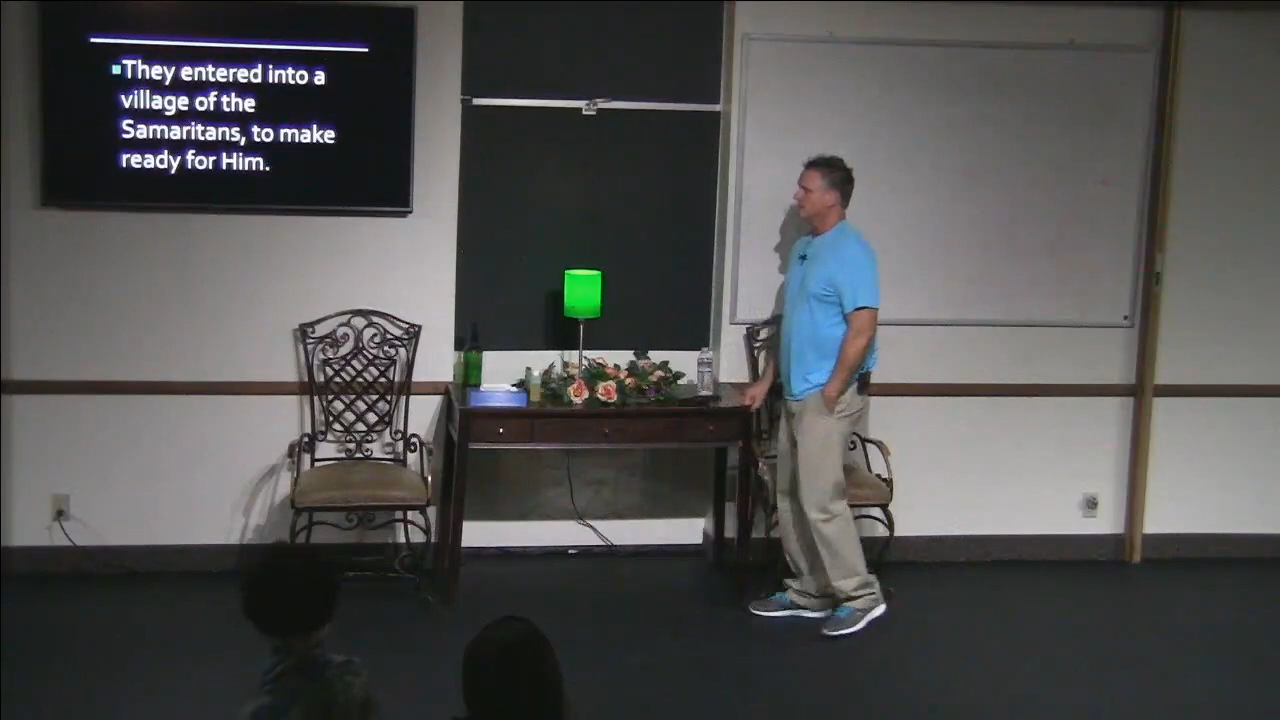 They entered into a
village of the
Samaritans, to make
ready for Him.